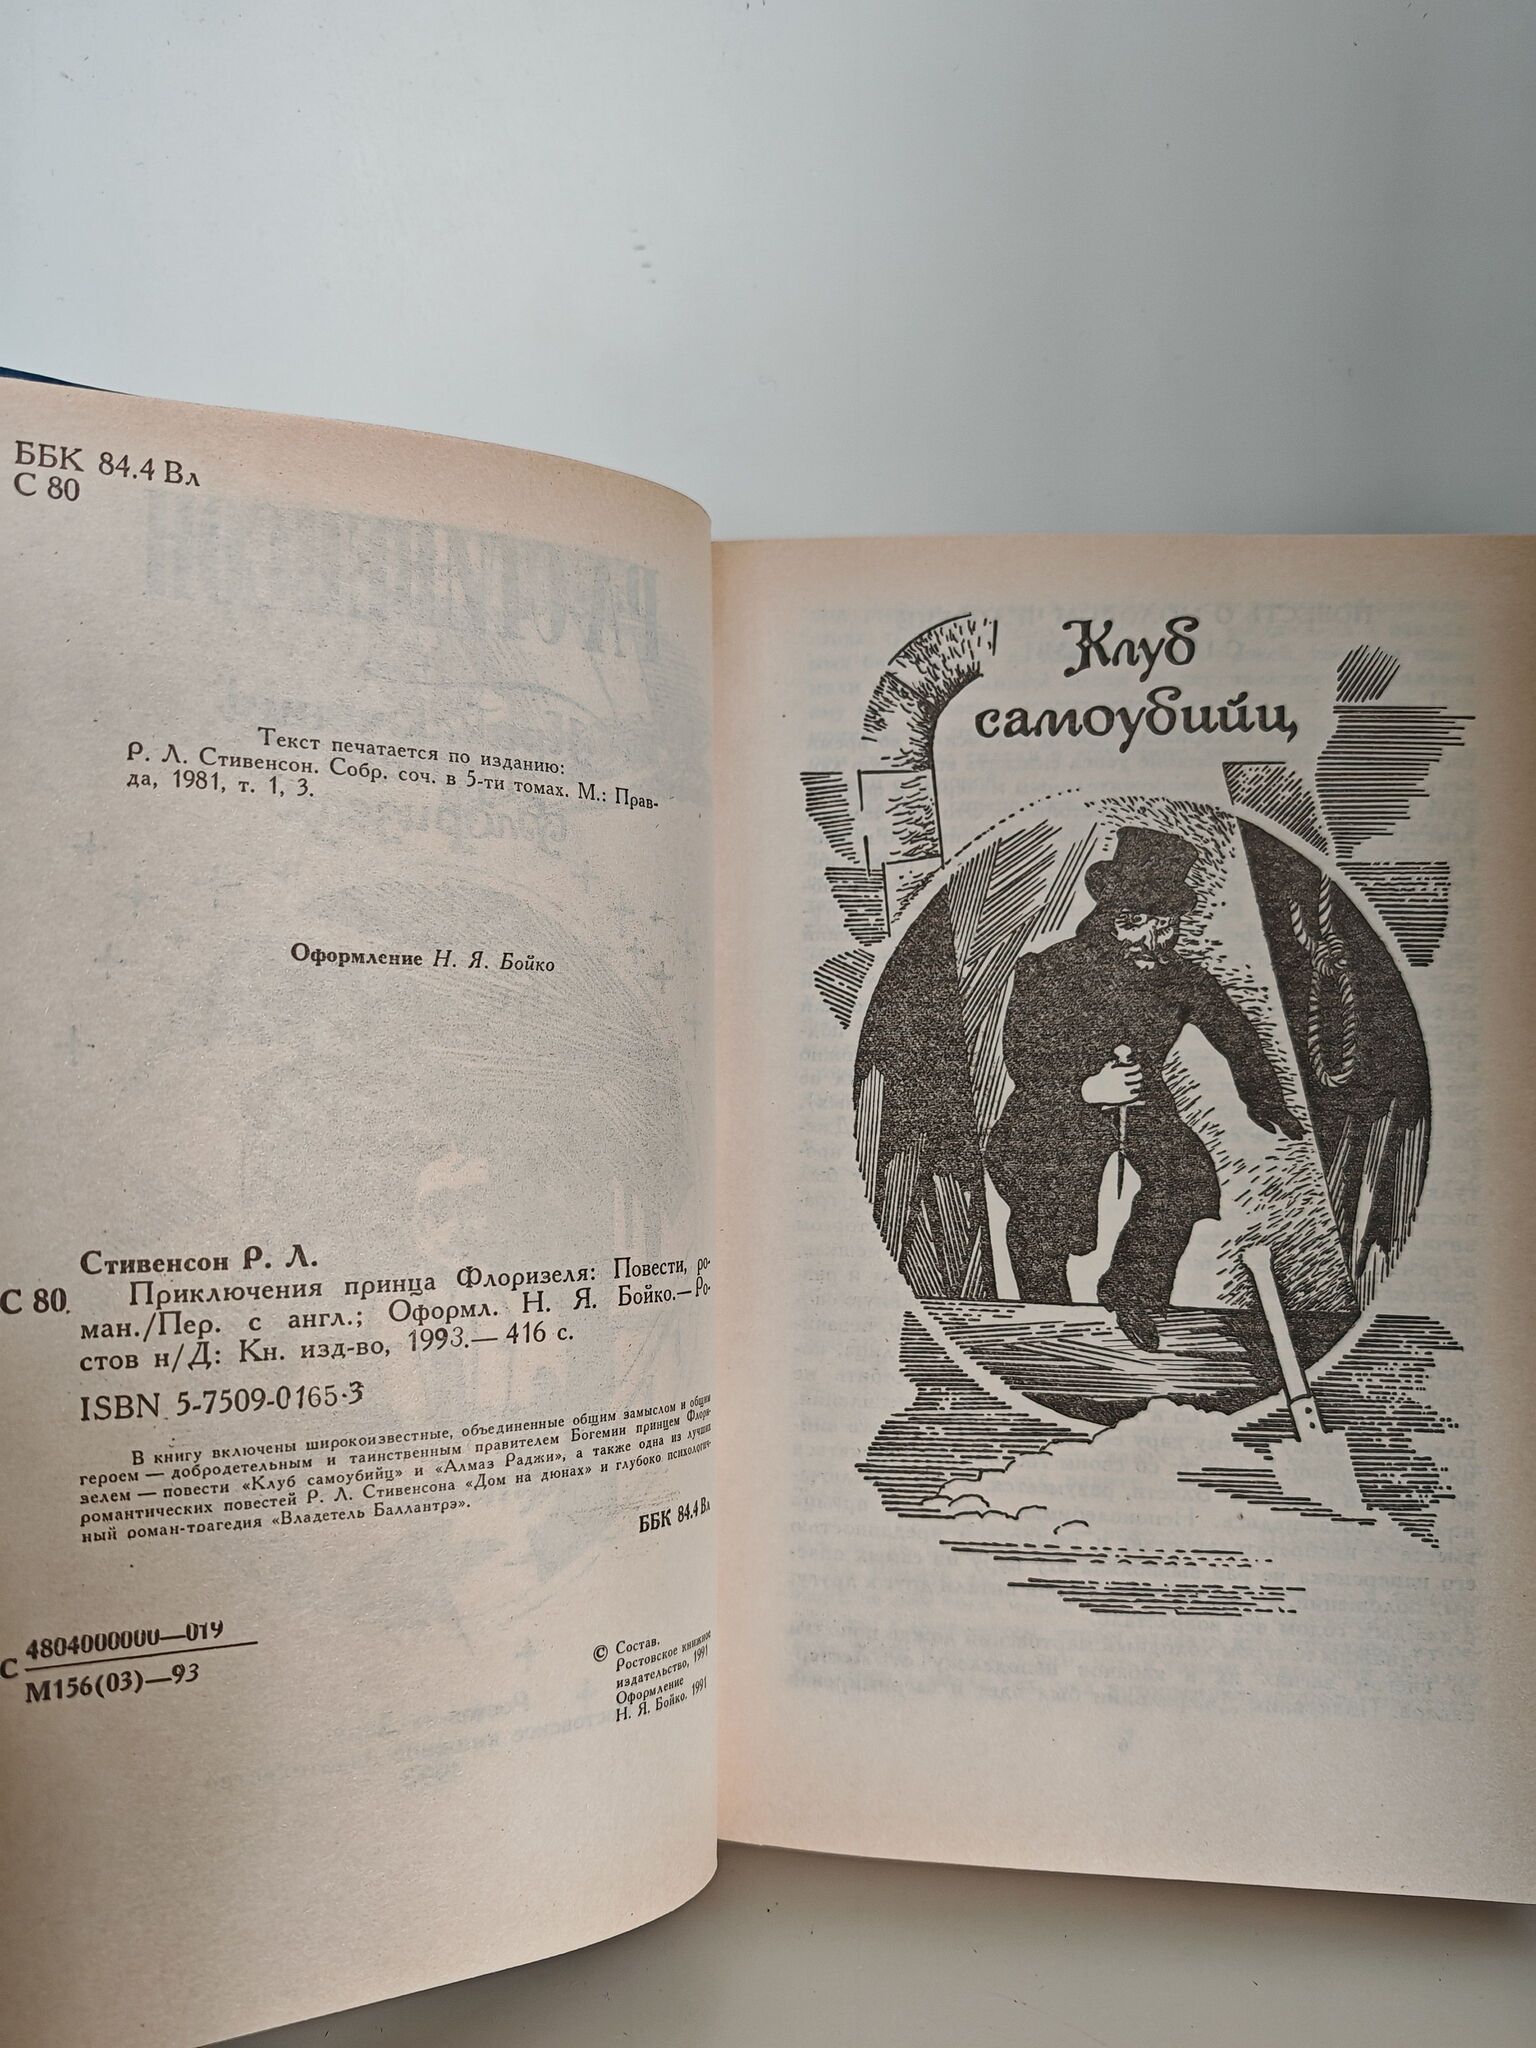 ББК 84.4 Вл
С 80
Текст печатается по изданию:
Р. Л. Стивенсон. Собр. соч. в 5-ти томах. М.: Прав-
да, 1981, т. 1, 3.
Оформление Н. Я. Бойко
Стивенсон Р. Л.
С 80. Приключения принца Флоризеля: Повести, ро-
ман./Пер. с англ.; Оформл. Н. Я. Бойко.—Ро-
стов н/Д: Кн. изд-во, 1993.— 416 с.
ISBN 5-7509-0165-3
В книгу включены широкоизвестные, объединенные общим замыслом и общим
героем — добродетельным и таинственным правителем Богемии принцем Флори-
зелем — повести «Клуб самоубийц» и «Алмаз Раджи», а также одна из лучших
романтических повестей Р. Л. Стивенсона «Дом на дюнах» и глубоко психологич-
ный роман-трагедия «Владетель Баллантрэ».
ББК 84.4 Вл
С 4804000000—019
М156(03)—93
© Состав.
Ростовское книжное
издательство, 1991
Оформление
Н. Я. Бойко, 1991
Клуб
самоубийц